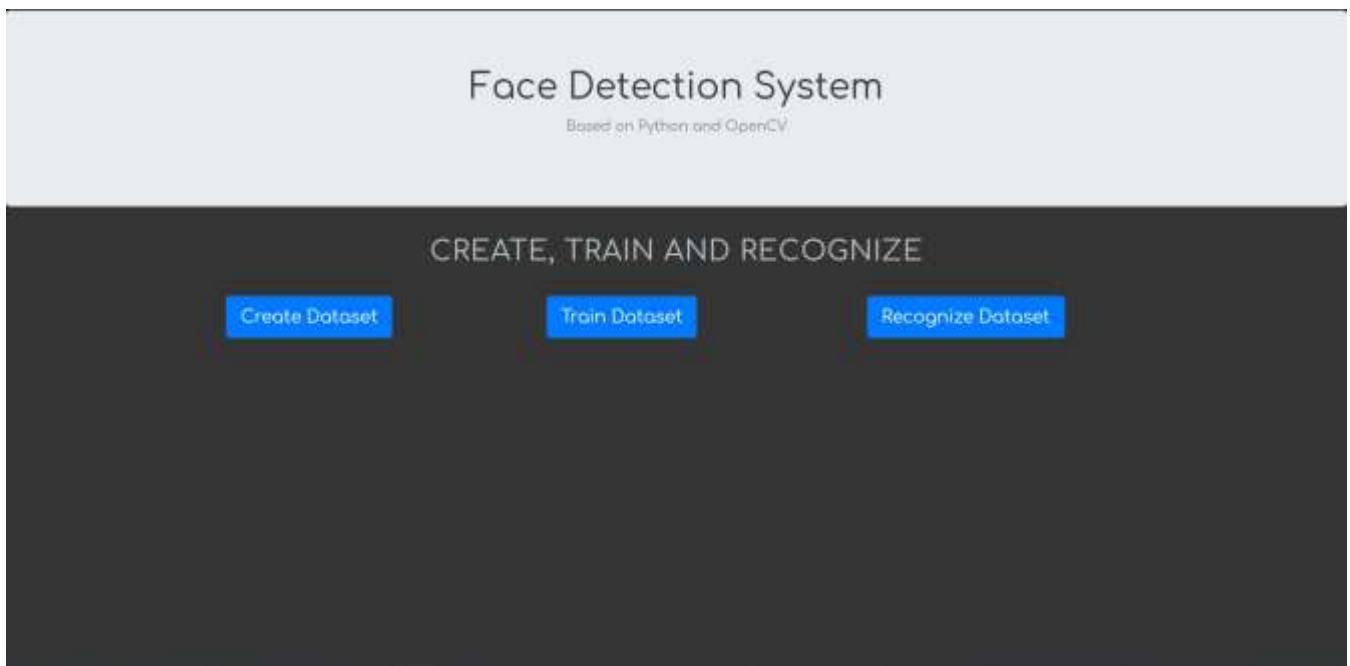 Face Detection System
Based on Python and OpenCV
CREATE, TRAIN AND RECOGNIZE
Create Dataset
Train Dataset
Recognize Dataset